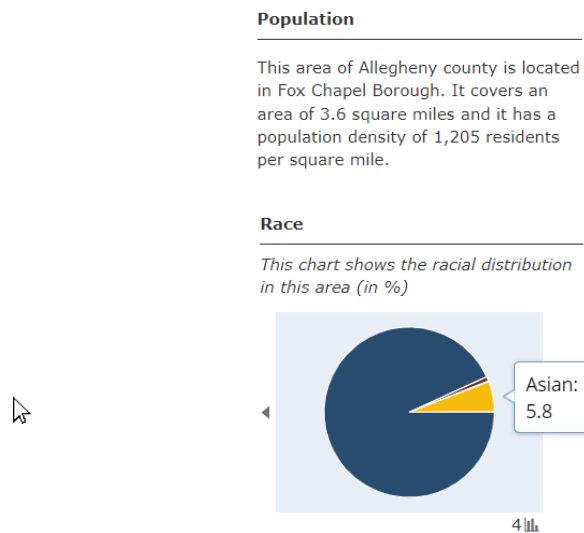 Population
This area of Allegheny county is located
in Fox Chapel Borough. It covers an
area of 3.6 square miles and it has a
population density of 1,205 residents
per square mile.
Race
This chart shows the racial distribution
in this area (in %)
Asian:
5.8
4